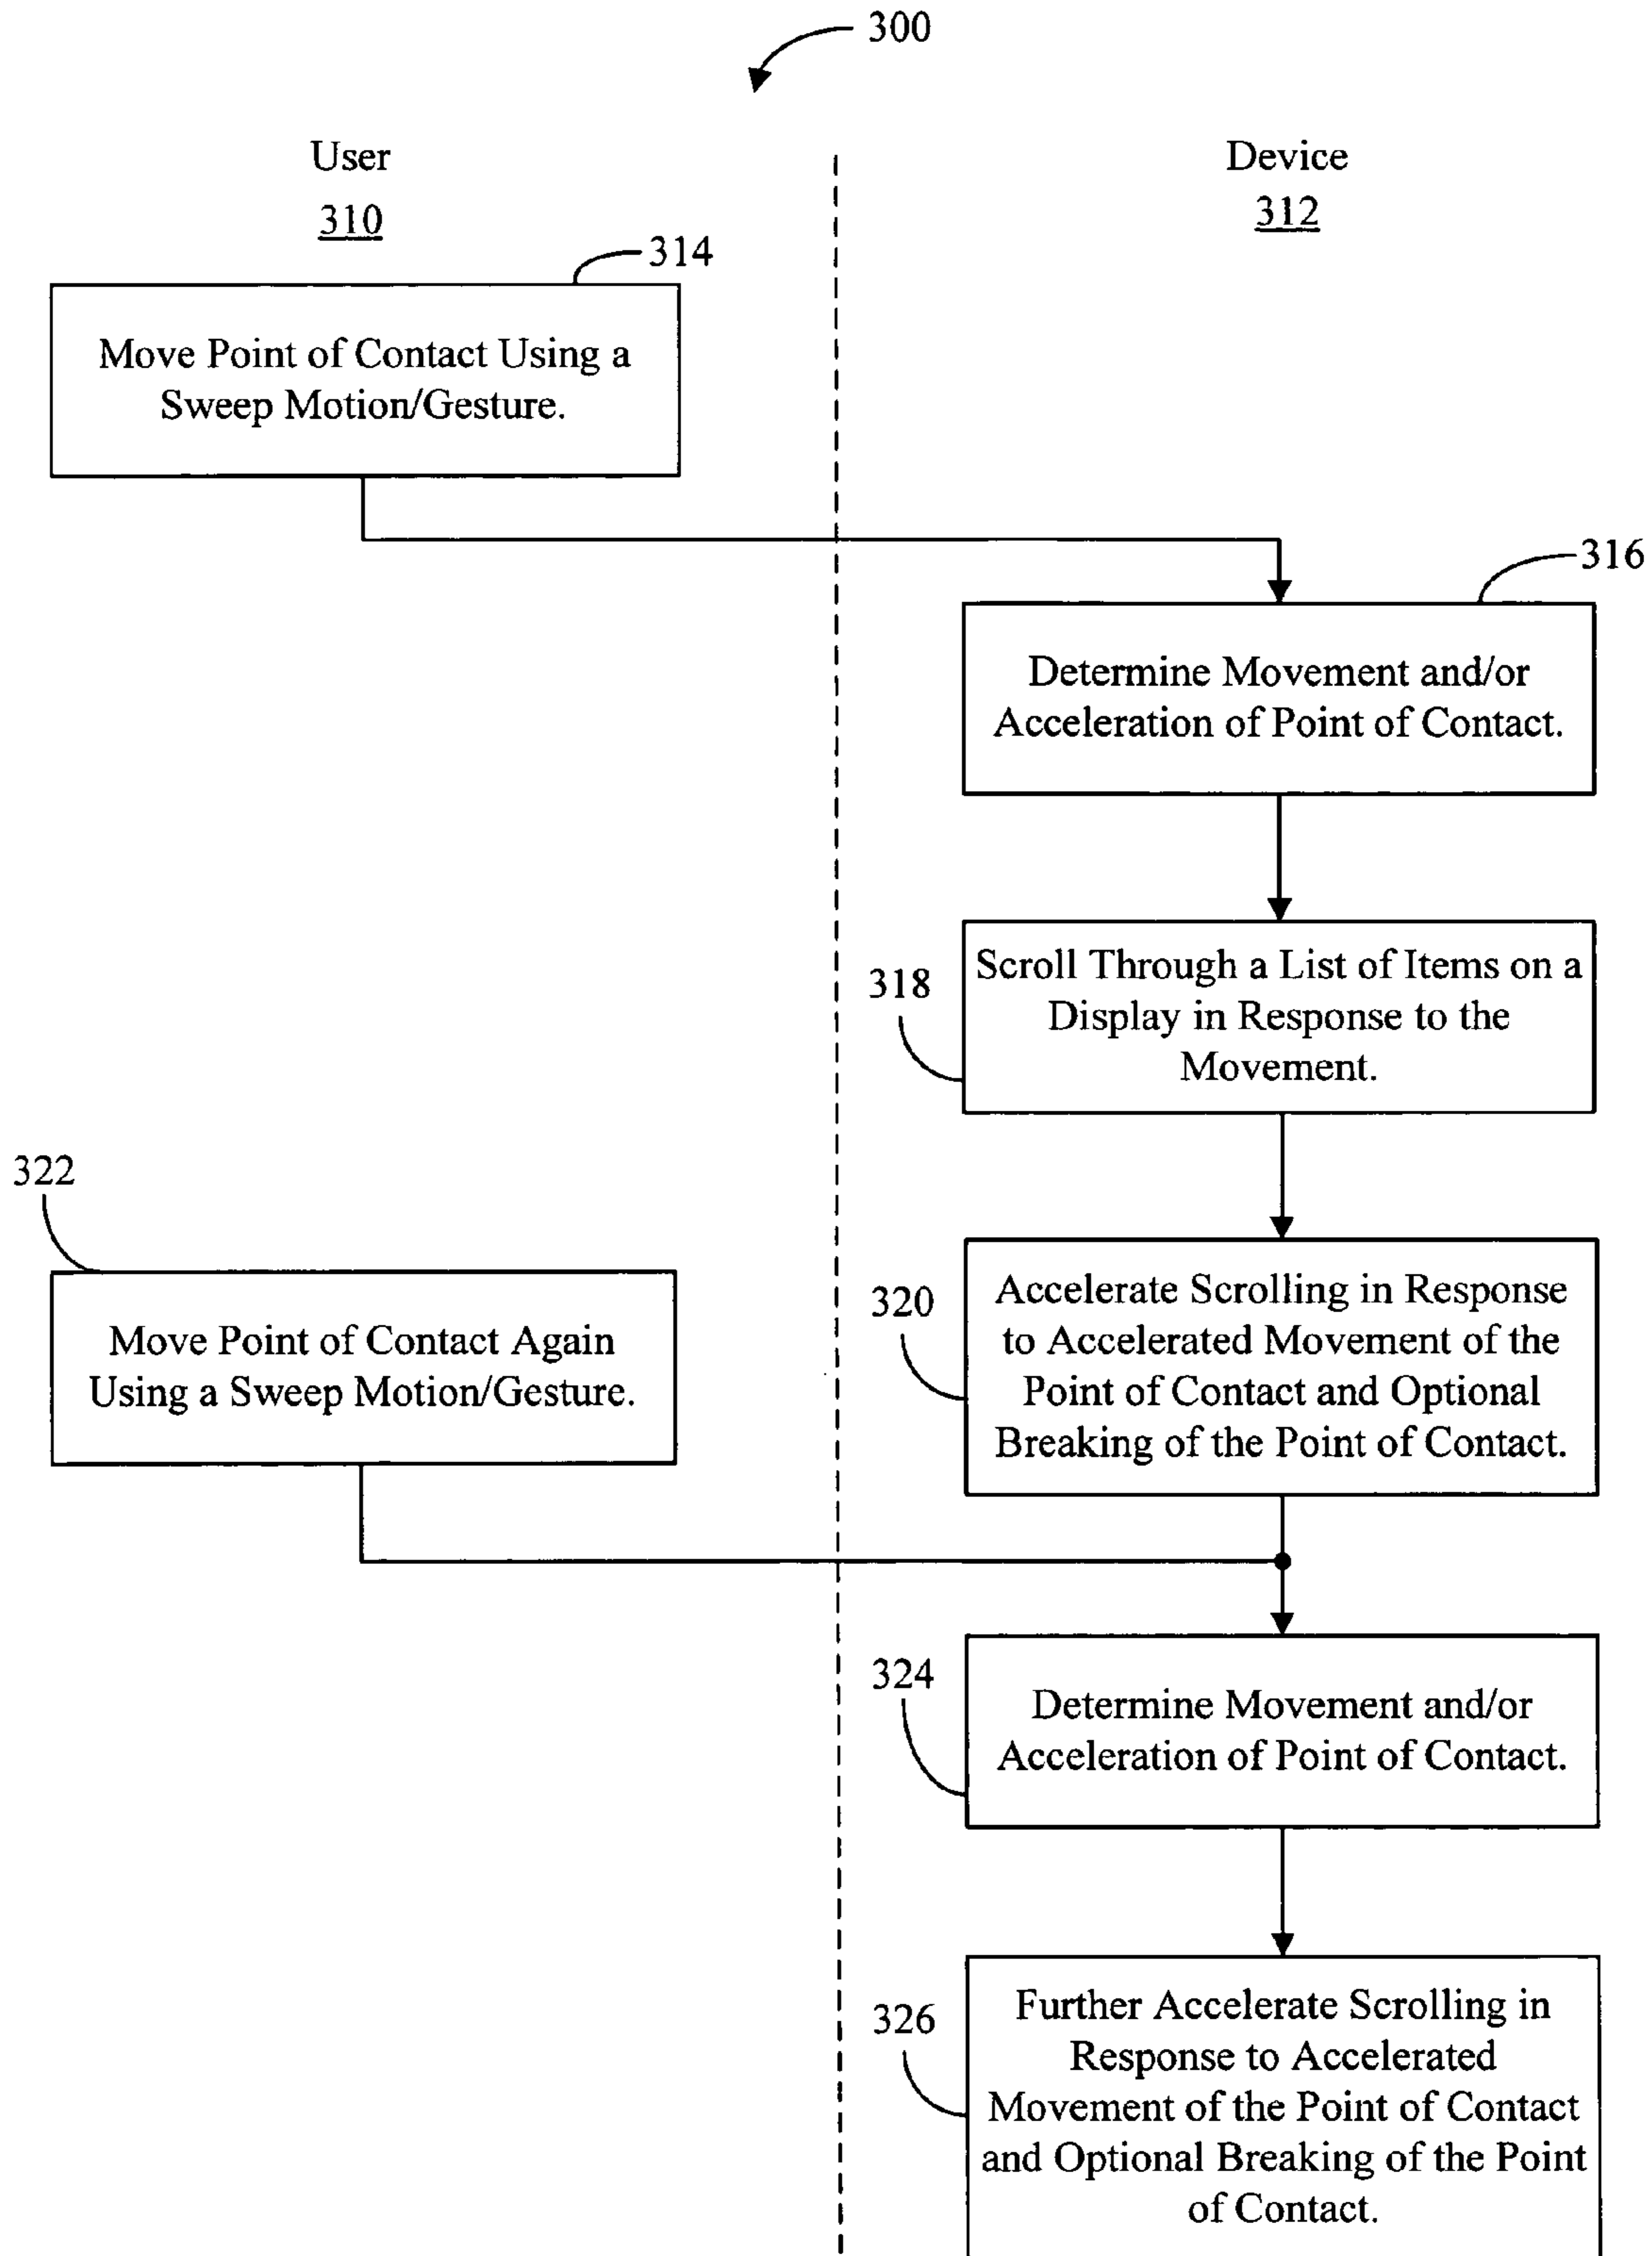 300
User
310
Device
312
314
Move Point of Contact Using a
Sweep Motion/Gesture.
316
Determine Movement and/or
Acceleration of Point of Contact.
318
Scroll Through a List of Items on a
Display in Response to the
Movement.
322
Move Point of Contact Again
Using a Sweep Motion/Gesture.
320
Accelerate Scrolling in Response
to Accelerated Movement of the
Point of Contact and Optional
Breaking of the Point of Contact.
324
Determine Movement and/or
Acceleration of Point of Contact.
326
Further Accelerate Scrolling in
Response to Accelerated
Movement of the Point of Contact
and Optional Breaking of the Point
of Contact.